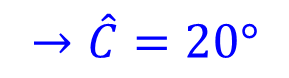 → Ĉ = 20°